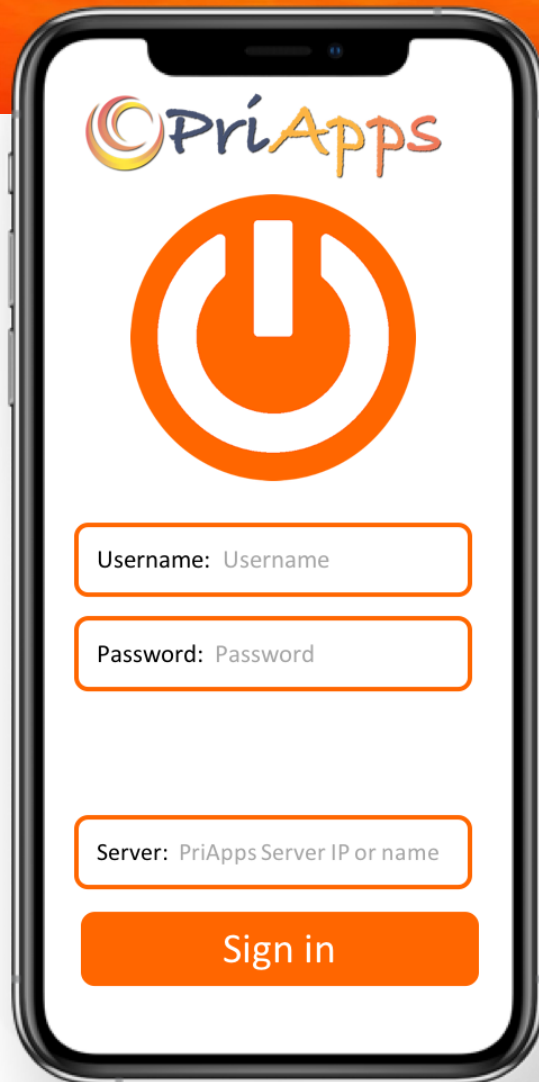 PriApps
Username: Username
Password: Password
Server: PriApps Server IP or name
Sign in